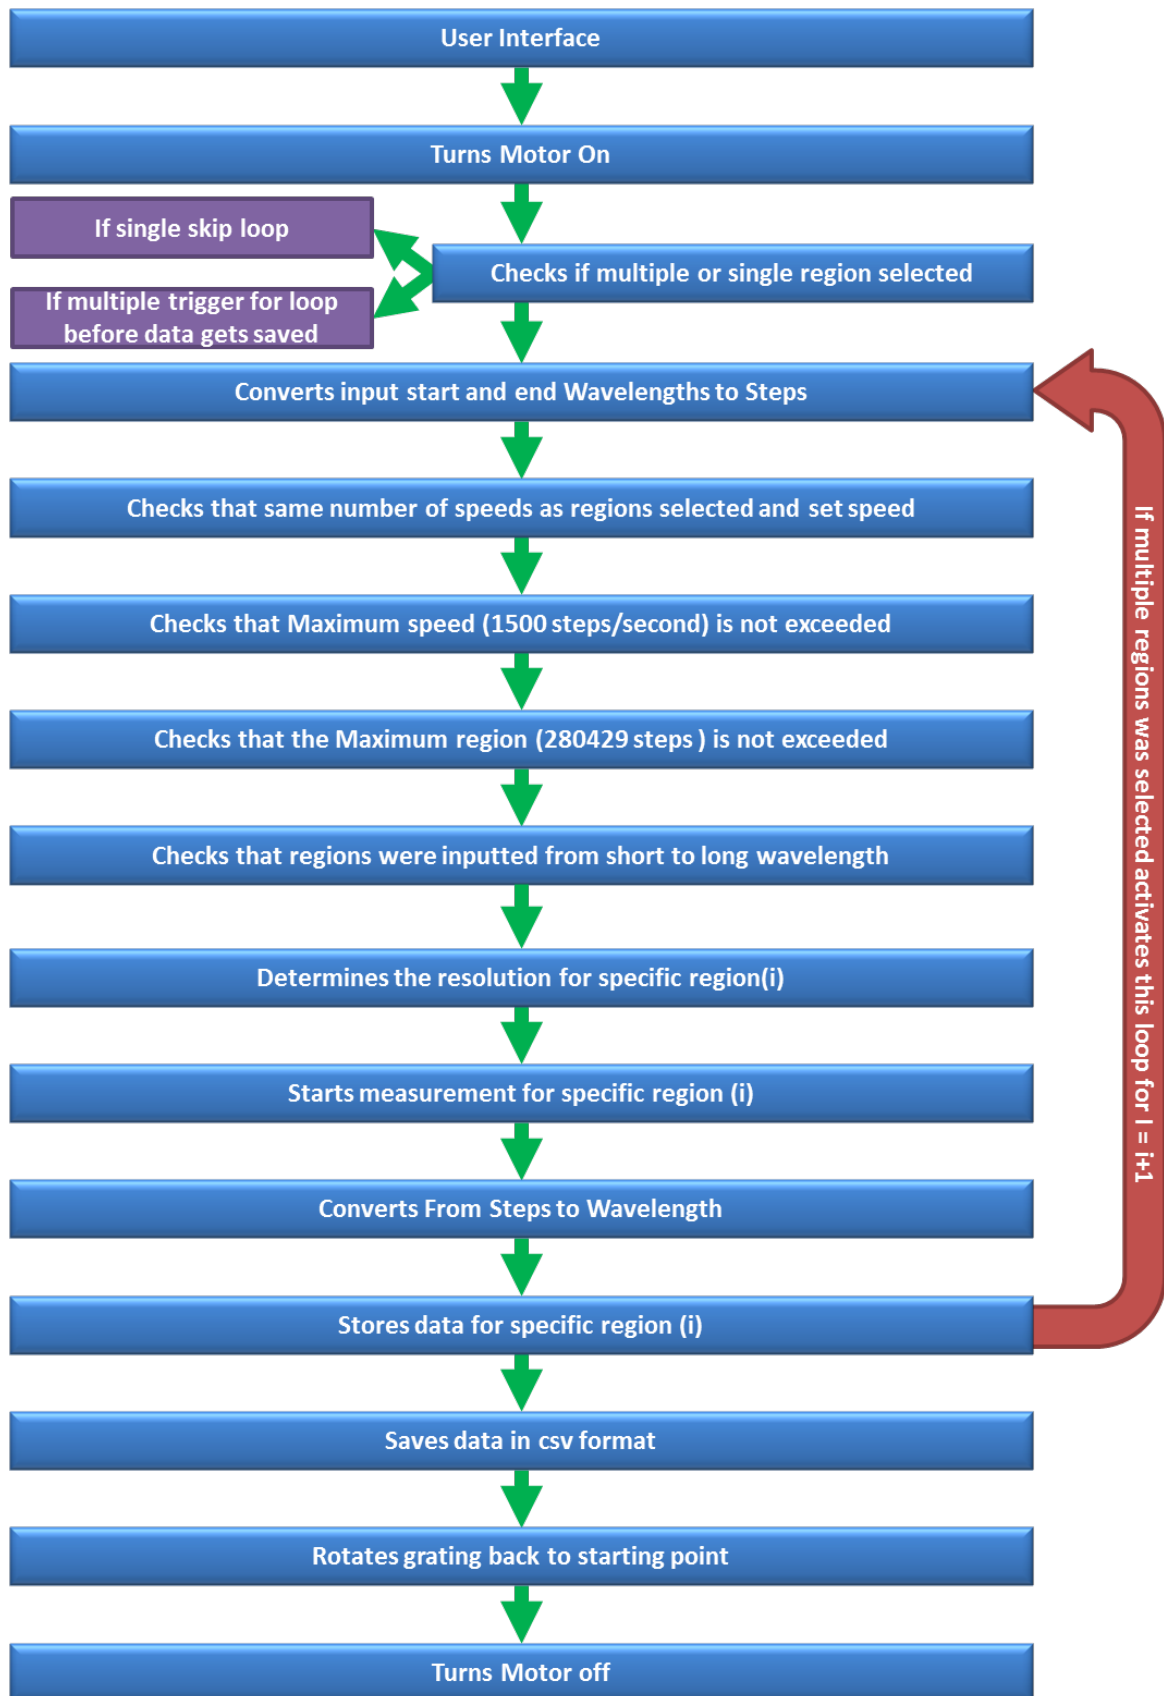 User Interface
Turns Motor On
If single skip loop
Checks if multiple or single region selected
If multiple trigger for loop
before data gets saved
Converts input start and end Wavelengths to Steps
Checks that same number of speeds as regions selected and set speed
Checks that Maximum speed (1500 steps/second) is not exceeded
Checks that the Maximum region (280429 steps ) is not exceeded
Checks that regions were inputted from short to long wavelength
Determines the resolution for specific region(i)
Starts measurement for specific region (i)
Converts From Steps to Wavelength
Stores data for specific region (i)
If multiple regions was selected activates this loop for I = i+1
Saves data in csv format
Rotates grating back to starting point
Turns Motor off